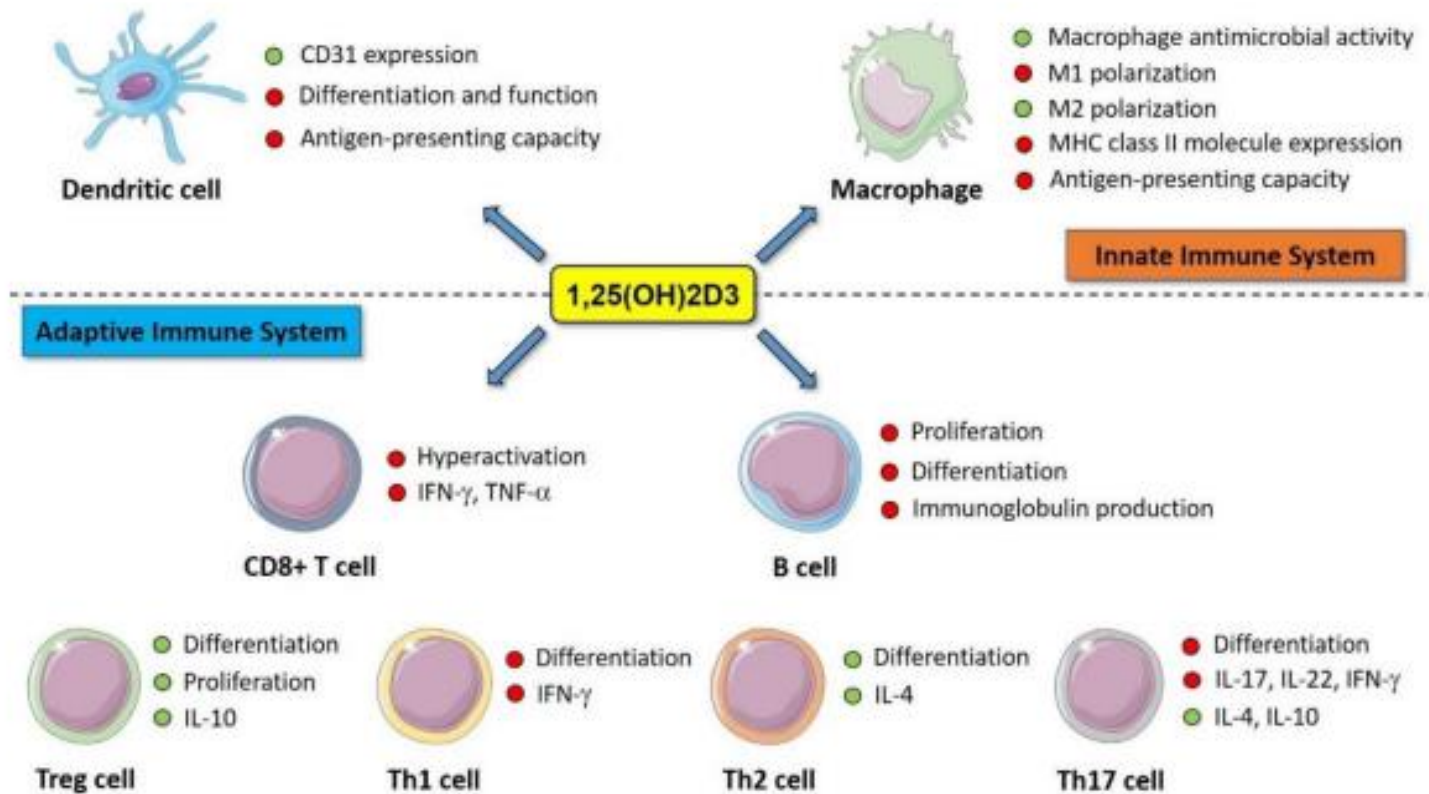 CD31 expression
Differentiation and function
Antigen-presenting capacity
Dendritic cell
Macrophage antimicrobial activity
M1 polarization
M2 polarization
MHC class II molecule expression
Antigen-presenting capacity
Macrophage
Innate Immune System
1,25(OH)2D3
Adaptive Immune System
Hyperactivation
IFN-γ, TNF-α
CD8+ T cell
Proliferation
Differentiation
Immunoglobulin production
B cell
Differentiation
Proliferation
IL-10
Treg cell
Differentiation
IFN-γ
Th1 cell
Differentiation
IL-4
Th2 cell
Differentiation
IL-17, IL-22, IFN-γ
IL-4, IL-10
Th17 cell